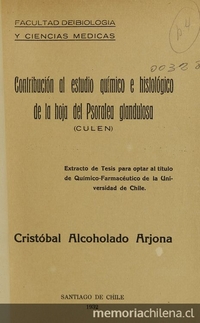 FACULTAD DE BIOLOGIA
Y CIENCIAS MEDICAS
Contribución al estudio químico e histológico
de la hoja del Psoralea glandulosa
(CULEN)
Extracto de Tesis para optar al título
de Químico-Farmacéutico de la Uni-
versidad de Chile.
Cristóbal Alcoholado Arjona
SANTIAGO DE CHILE
memoriachilena.cl